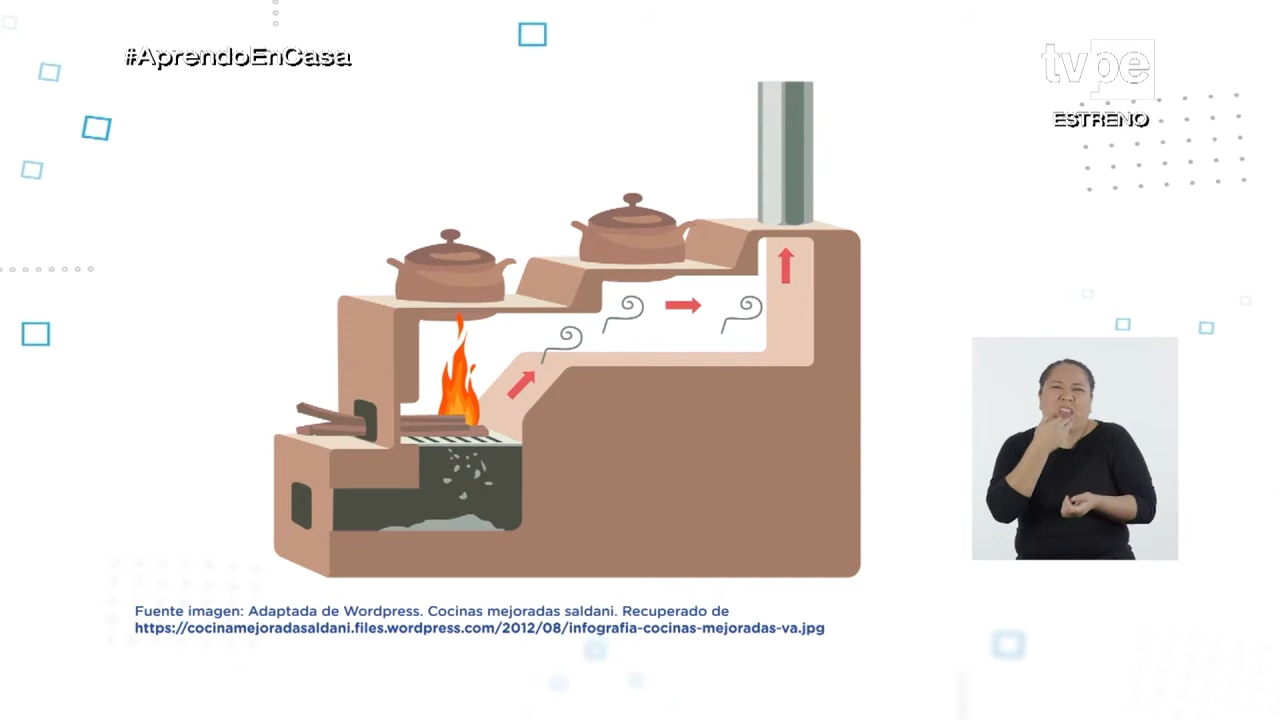 #AprendoEnCasa
tvpe
ESTRENO
Fuente imagen: Adaptada de Wordpress. Cocinas mejoradas saldani. Recuperado de
https://cocinamejoradasaldani.files.wordpress.com/2012/08/infografia-cocinas-mejoradas-va.jpg